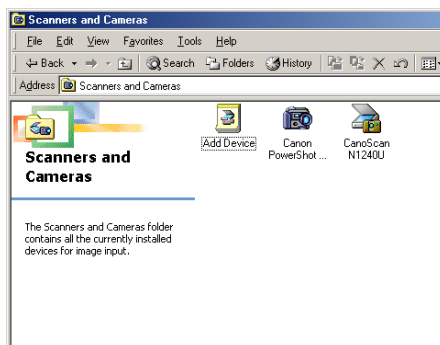 Scanners and Cameras
File Edit View Favorites Tools Help
Back Search Folders History
Address Scanners and Cameras
Scanners and
Cameras
Add Device
Canon
PowerShot ...
CanoScan
N1240U
The Scanners and Cameras folder
contains all the currently installed
devices for image input.